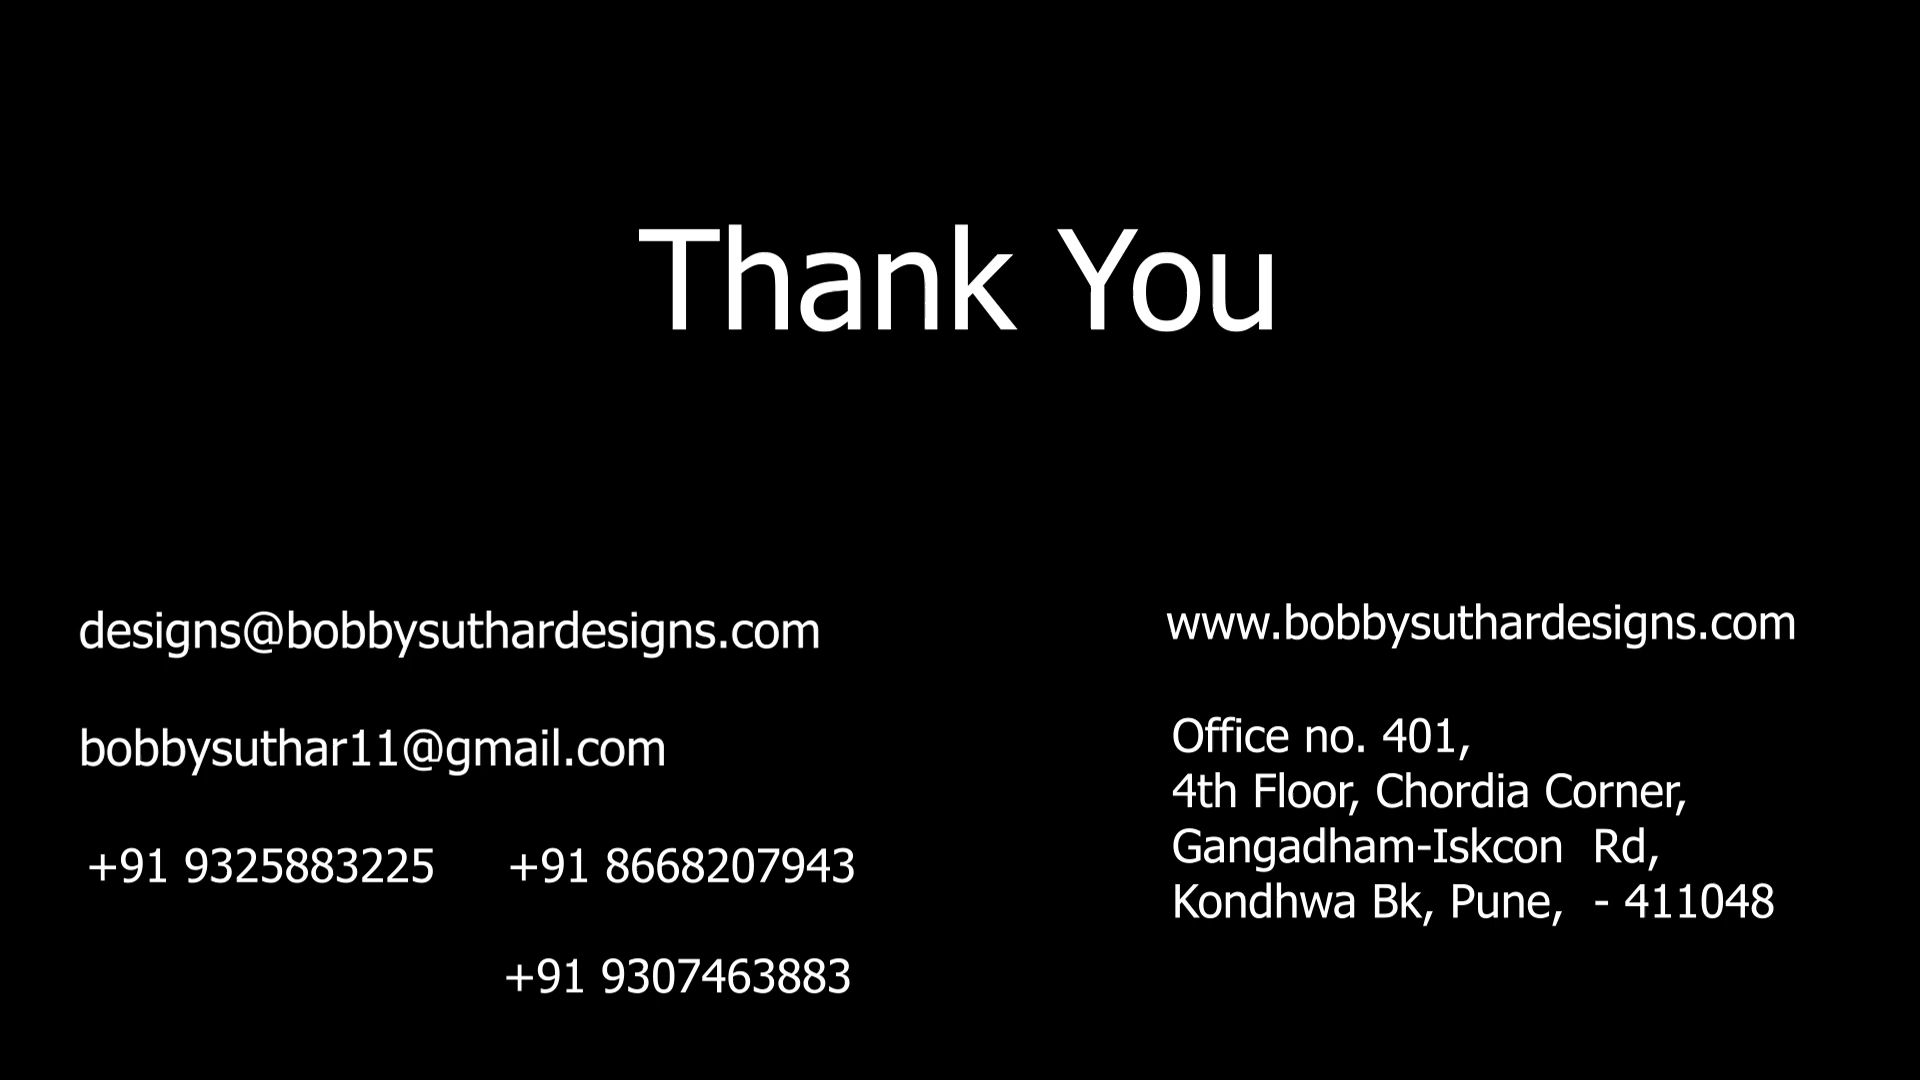 Thank You
designs@bobbysuthardesigns.com
bobbysuthar11@gmail.com
+91 9325883225
+91 8668207943
+91 9307463883
www.bobbysuthardesigns.com
Office no. 401,
4th Floor, Chordia Corner,
Gangadham-Iskcon Rd,
Kondhwa Bk, Pune, - 411048